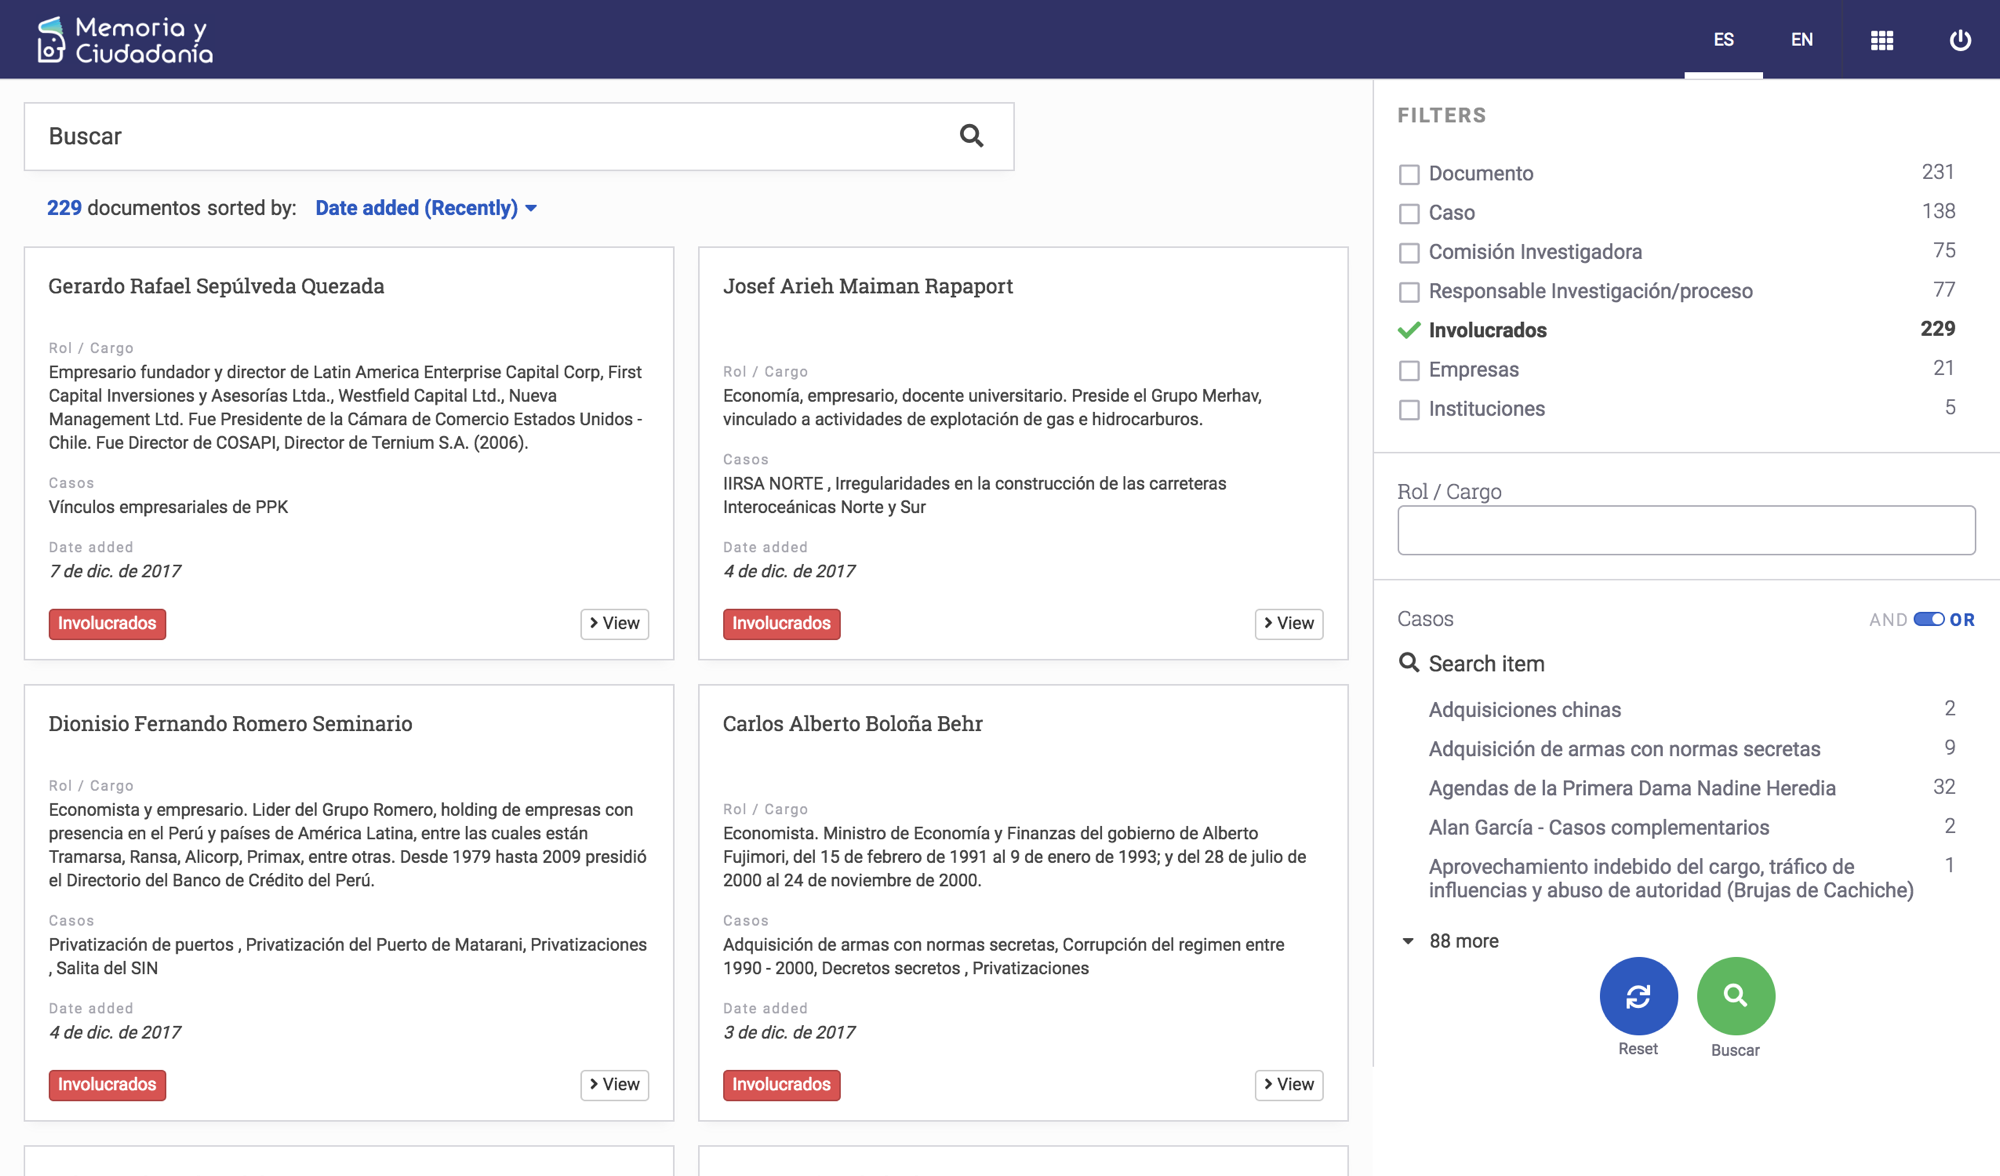 Memoria y
Ciudadanía
ES
EN
Buscar
229 documentos sorted by: Date added (Recently)
Gerardo Rafael Sepúlveda Quezada
Rol / Cargo
Empresario fundador y director de Latin America Enterprise Capital Corp, First
Capital Inversiones y Asesorías Ltda., Westfield Capital Ltd., Nueva
Management Ltd. Fue Presidente de la Cámara de Comercio Estados Unidos -
Chile. Fue Director de COSAPI, Director de Ternium S.A. (2006).
Casos
Vínculos empresariales de PPK
Date added
7 de dic. de 2017
Involucrados
View
Josef Arieh Maiman Rapaport
Rol / Cargo
Economía, empresario, docente universitario. Preside el Grupo Merhav,
vinculado a actividades de explotación de gas e hidrocarburos.
Casos
IIRSA NORTE , Irregularidades en la construcción de las carreteras
Interoceánicas Norte y Sur
Date added
4 de dic. de 2017
Involucrados
View
Dionisio Fernando Romero Seminario
Rol / Cargo
Economista y empresario. Lider del Grupo Romero, holding de empresas con
presencia en el Perú y países de América Latina, entre las cuales están
Tramarsa, Ransa, Alicorp, Primax, entre otras. Desde 1979 hasta 2009 presidió
el Directorio del Banco de Crédito del Perú.
Casos
Privatización de puertos , Privatización del Puerto de Matarani, Privatizaciones
, Salita del SIN
Date added
4 de dic. de 2017
Involucrados
View
Carlos Alberto Boloña Behr
Rol / Cargo
Economista. Ministro de Economía y Finanzas del gobierno de Alberto
Fujimori, del 15 de febrero de 1991 al 9 de enero de 1993; y del 28 de julio de
2000 al 24 de noviembre de 2000.
Casos
Adquisición de armas con normas secretas, Corrupción del regimen entre
1990 - 2000, Decretos secretos , Privatizaciones
Date added
3 de dic. de 2017
Involucrados
View
FILTERS
Documento 231
Caso 138
Comisión Investigadora 75
Responsable Investigación/proceso 77
Involucrados 229
Empresas 21
Instituciones 5
Rol / Cargo
Casos AND OR
Search item
Adquisiciones chinas 2
Adquisición de armas con normas secretas 9
Agendas de la Primera Dama Nadine Heredia 32
Alan García - Casos complementarios 2
Aprovechamiento indebido del cargo, tráfico de 1
influencias y abuso de autoridad (Brujas de Cachiche)
88 more
Reset
Buscar